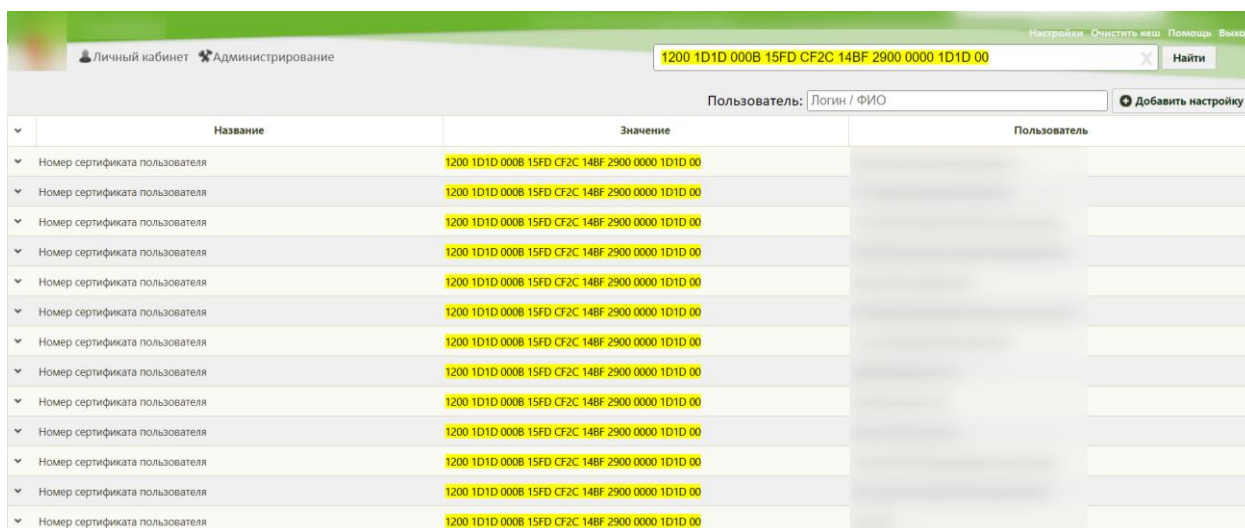 Настройки Очистить кеш Помощь Выхо
Личный кабинет Администрирование
1200 1D1D 000B 15FD CF2C 14BF 2900 0000 1D1D 00
Найти
Пользователь: Логин / ФИО
Добавить настройку
Название Значение Пользователь
Номер сертификата пользователя 1200 1D1D 000B 15FD CF2C 14BF 2900 0000 1D1D 00
Номер сертификата пользователя 1200 1D1D 000B 15FD CF2C 14BF 2900 0000 1D1D 00
Номер сертификата пользователя 1200 1D1D 000B 15FD CF2C 14BF 2900 0000 1D1D 00
Номер сертификата пользователя 1200 1D1D 000B 15FD CF2C 14BF 2900 0000 1D1D 00
Номер сертификата пользователя 1200 1D1D 000B 15FD CF2C 14BF 2900 0000 1D1D 00
Номер сертификата пользователя 1200 1D1D 000B 15FD CF2C 14BF 2900 0000 1D1D 00
Номер сертификата пользователя 1200 1D1D 000B 15FD CF2C 14BF 2900 0000 1D1D 00
Номер сертификата пользователя 1200 1D1D 000B 15FD CF2C 14BF 2900 0000 1D1D 00
Номер сертификата пользователя 1200 1D1D 000B 15FD CF2C 14BF 2900 0000 1D1D 00
Номер сертификата пользователя 1200 1D1D 000B 15FD CF2C 14BF 2900 0000 1D1D 00
Номер сертификата пользователя 1200 1D1D 000B 15FD CF2C 14BF 2900 0000 1D1D 00
Номер сертификата пользователя 1200 1D1D 000B 15FD CF2C 14BF 2900 0000 1D1D 00
Номер сертификата пользователя 1200 1D1D 000B 15FD CF2C 14BF 2900 0000 1D1D 00